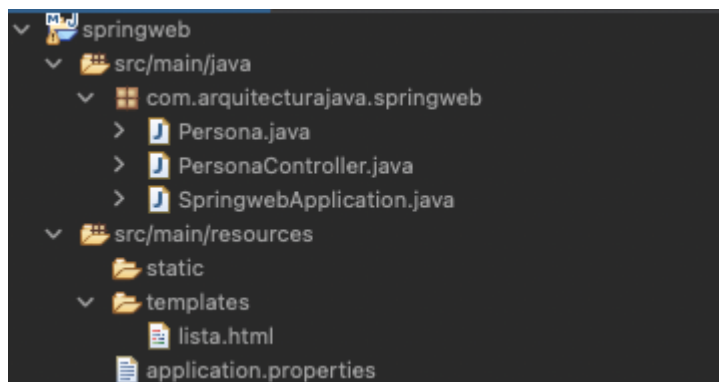 springweb
src/main/java
com.arquitecturajava.springweb
Persona.java
PersonaController.java
SpringwebApplication.java
src/main/resources
static
templates
lista.html
application.properties